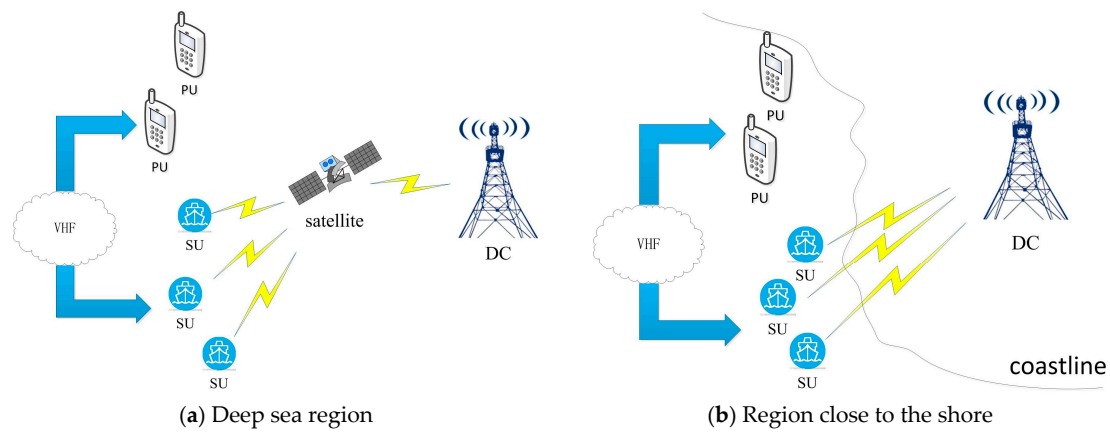 PU
PU
VHF
SU
satellite
DC
SU
SU
(a) Deep sea region
PU
PU
VHF
SU
DC
SU
SU
coastline
(b) Region close to the shore